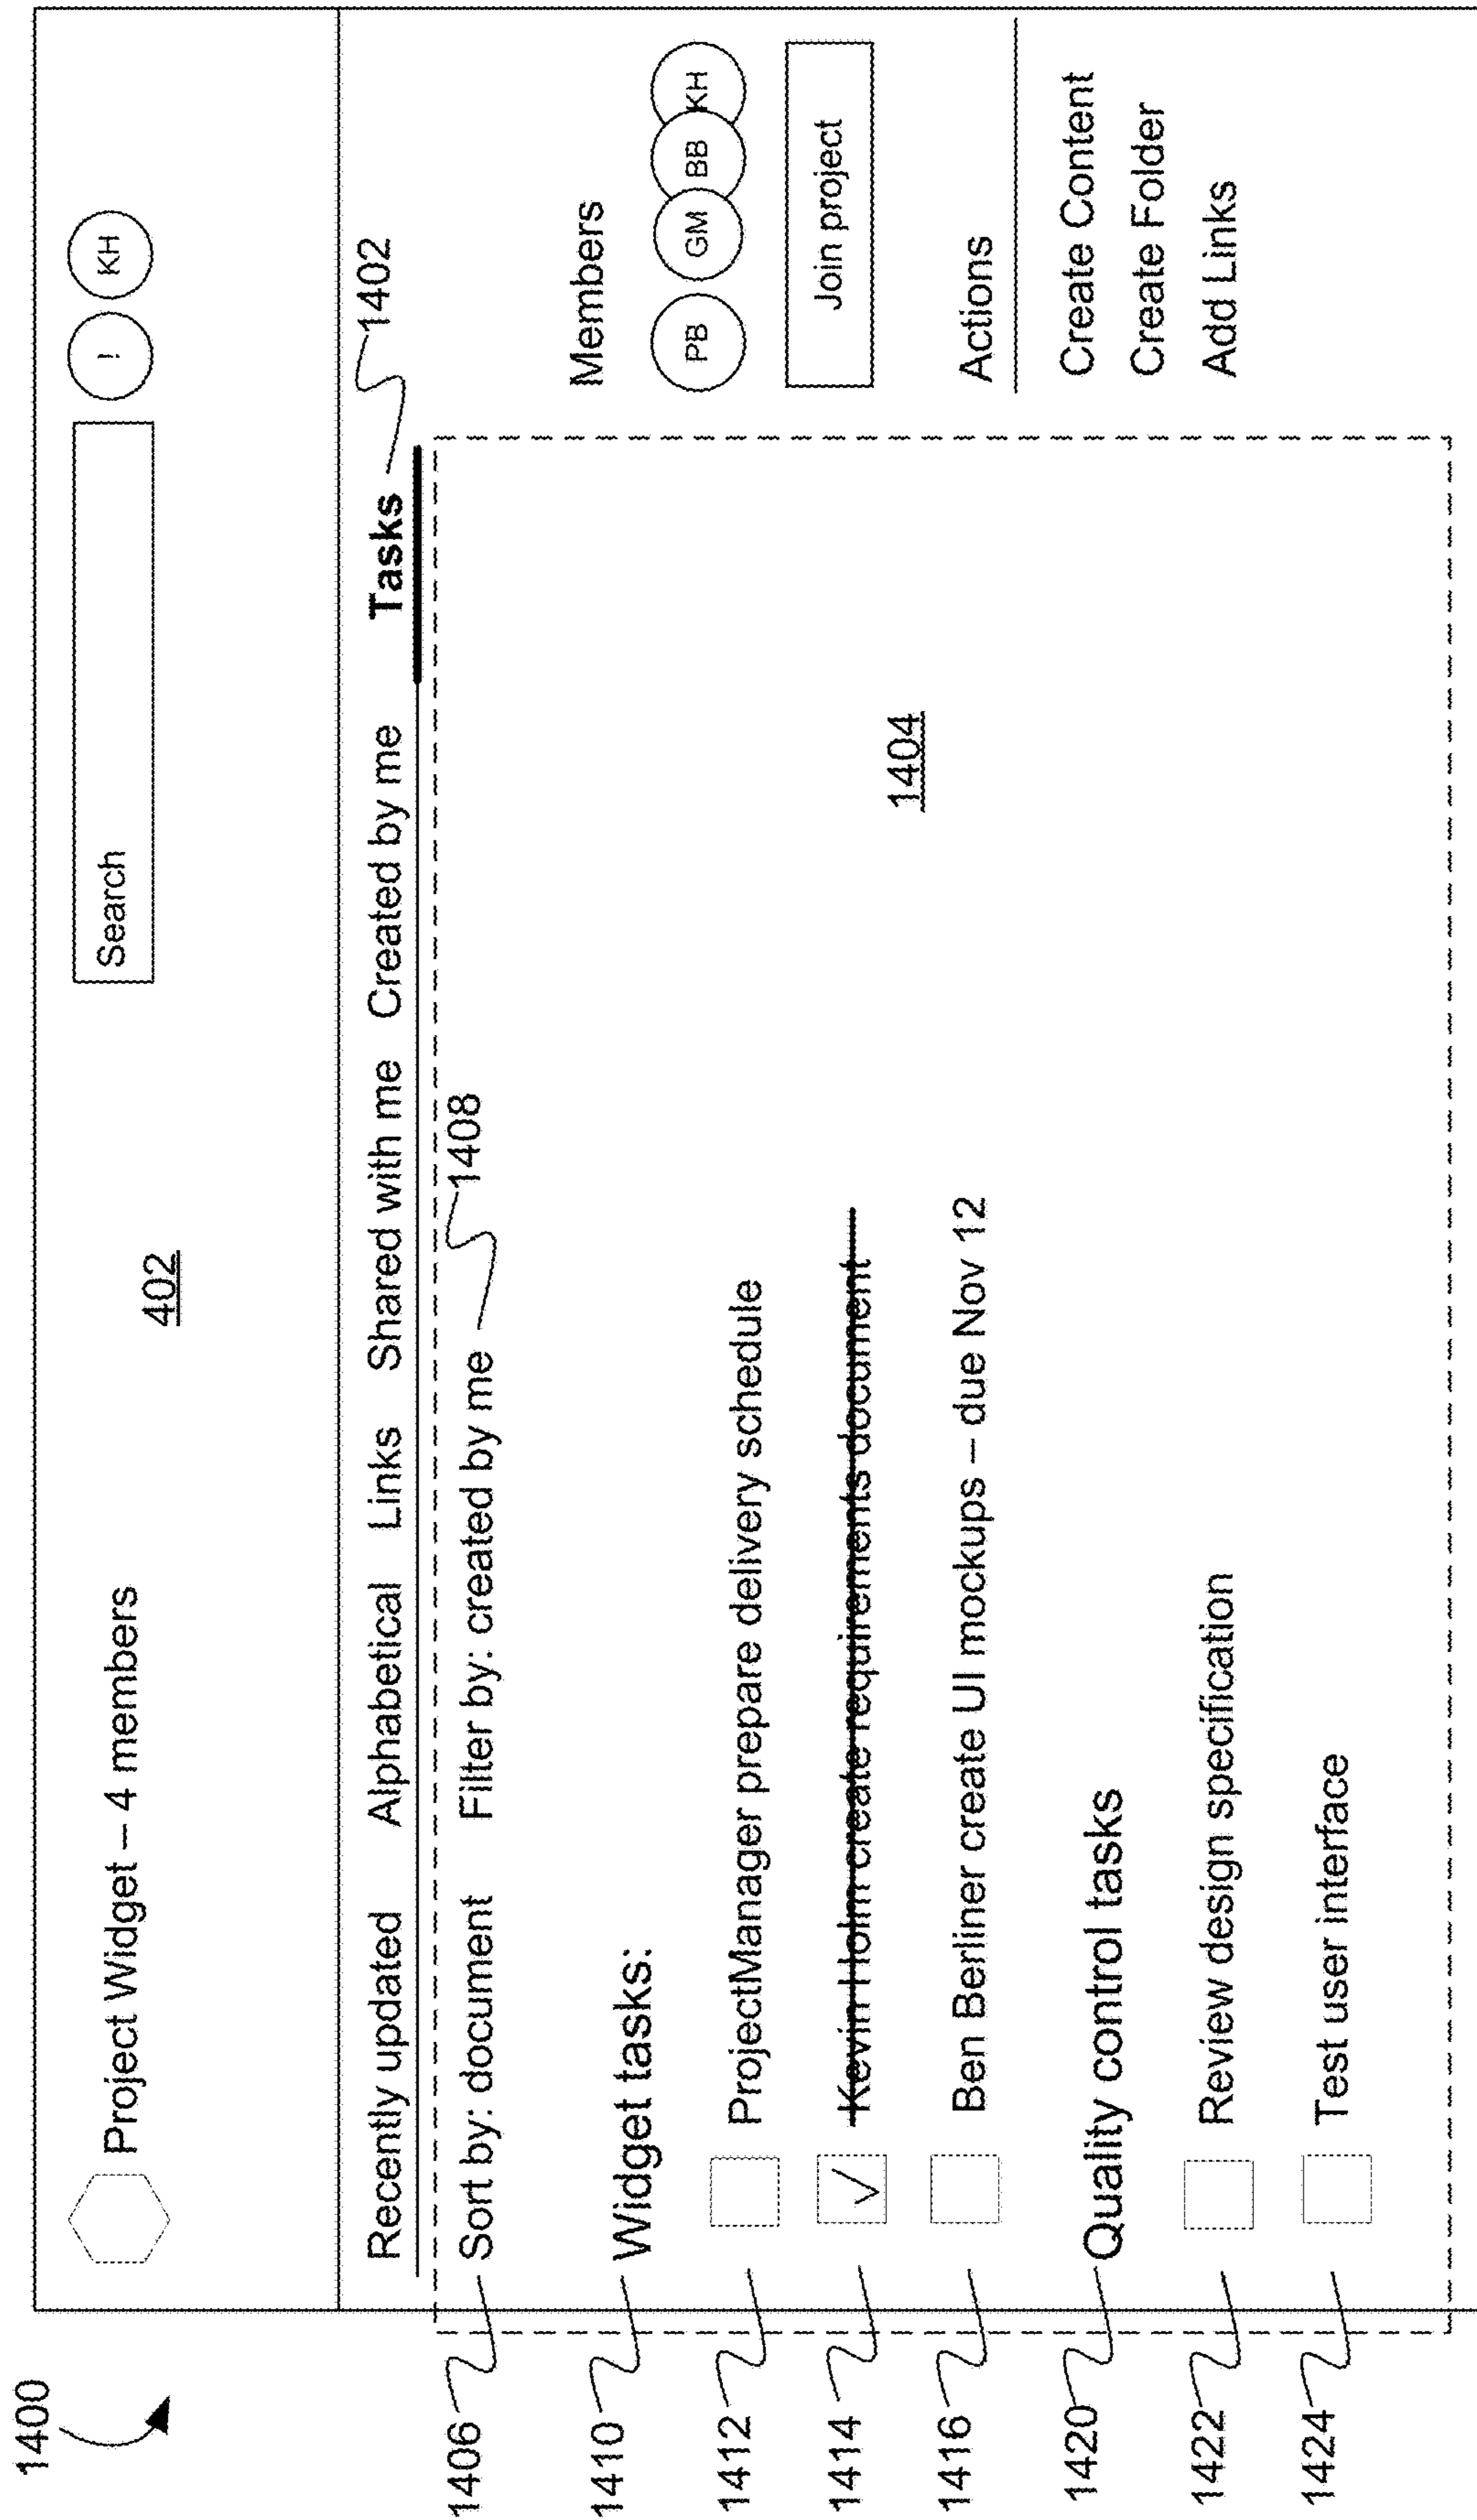 1400
Project Widget – 4 members
402
Search
!
KH
Recently updated Alphabetical Links Shared with me Created by me Tasks
1402
1406
Sort by: document Filter by: created by me
1408
1410
Widget tasks:
1412
ProjectManager prepare delivery schedule
1414
Kevin Holm create requirements document
1416
Ben Berliner create UI mockups – due Nov 12
1420
Quality control tasks
1422
Review design specification
1424
Test user interface
1404
Members
PB GM BB KH
Join project
Actions
Create Content
Create Folder
Add Links